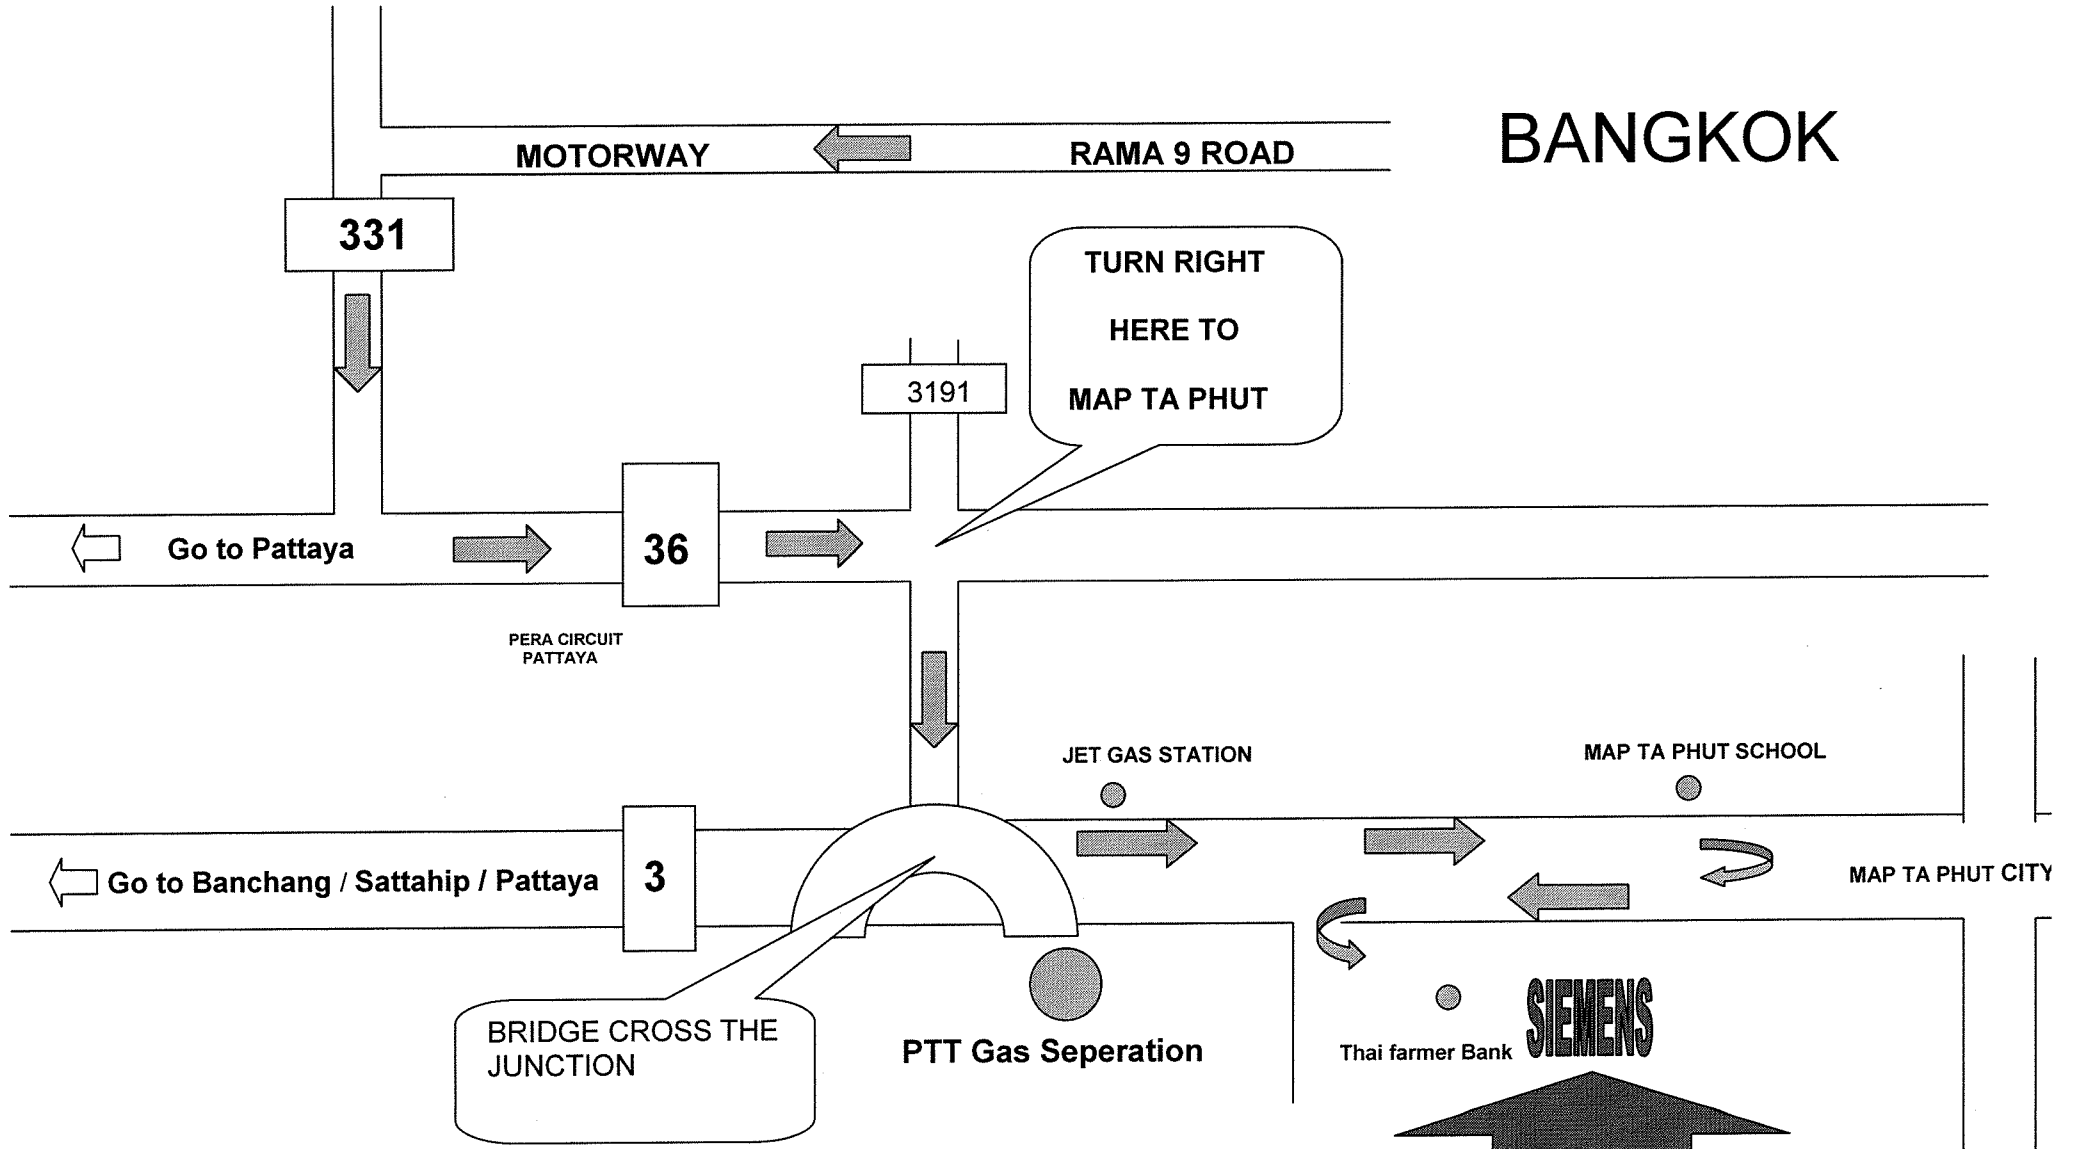 BANGKOK
MOTORWAY
RAMA 9 ROAD
331
TURN RIGHT
HERE TO
MAP TA PHUT
3191
Go to Pattaya
36
PERA CIRCUIT
PATTAYA
JET GAS STATION
MAP TA PHUT SCHOOL
Go to Banchang / Sattahip / Pattaya
3
MAP TA PHUT CITY
BRIDGE CROSS THE
JUNCTION
PTT Gas Seperation
Thai farmer Bank
SIEMENS